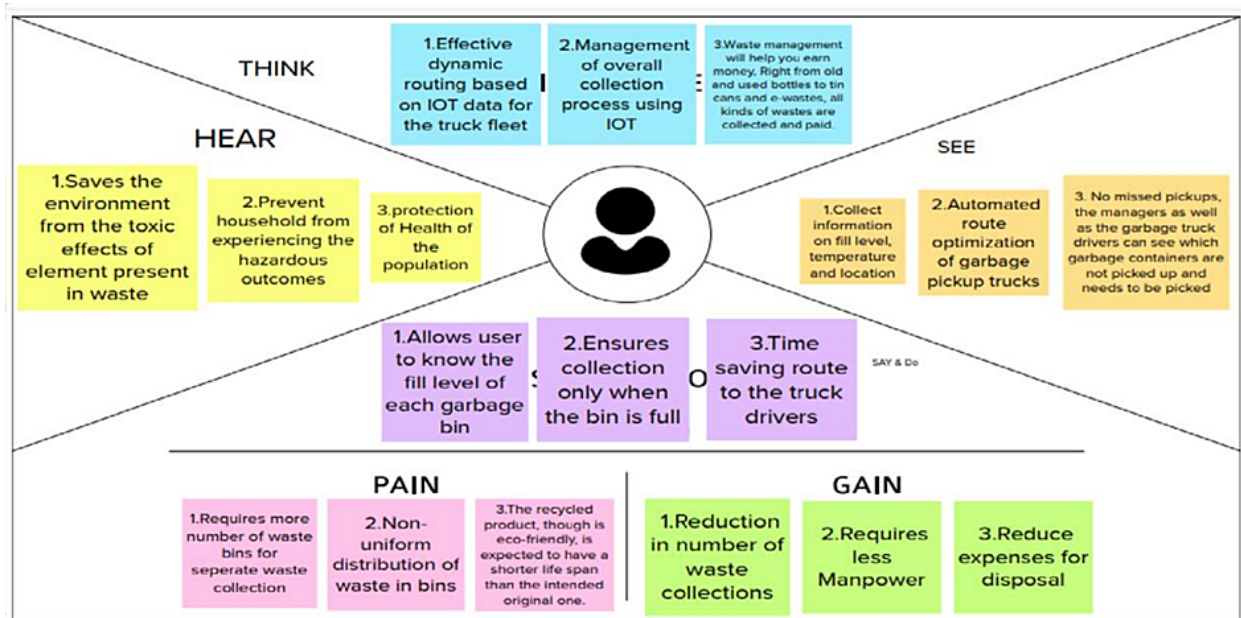 THINK
1.Effective
dynamic
routing based
on IOT data for
the truck fleet
2.Management
of overall
collection
process using
IOT
3.Waste management
will help you earn
money, Right from old
and used bottles to tin
cans and e-wastes, all
kinds of wastes are
collected and paid.
HEAR
1.Saves the
environment
from the toxic
effects of
element present
in waste
2.Prevent
household from
experiencing the
hazardous
outcomes
3.protection
of Health of
the
population
SEE
1.Collect
information
on fill level,
temperature
and location
2.Automated
route
optimization
of garbage
pickup trucks
3. No missed pickups,
the managers as well
as the garbage truck
drivers can see which
garbage containers are
not picked up and
needs to be picked
1.Allows user
to know the
fill level of
each garbage
bin
2.Ensures
collection
only when
the bin is full
3.Time
saving route
to the truck
drivers
SAY & Do
PAIN
1.Requires more
number of waste
bins for
seperate waste
collection
2.Non-
uniform
distribution of
waste in bins
3.The recycled
product, though is
eco-friendly, is
expected to have a
shorter life span
than the intended
original one.
GAIN
1.Reduction
in number of
waste
collections
2.Requires
less
Manpower
3.Reduce
expenses for
disposal